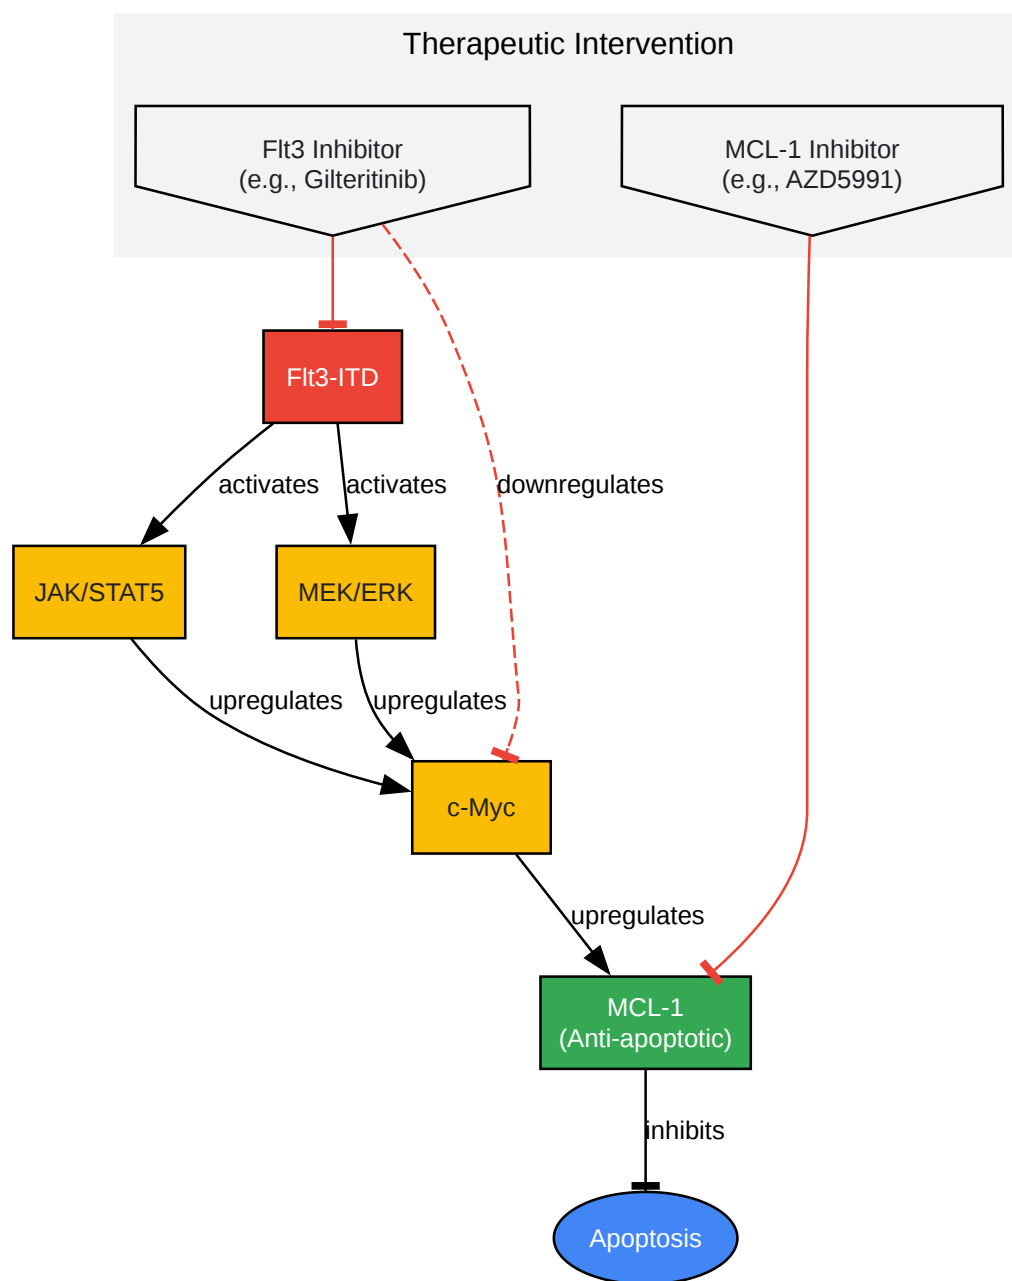 Therapeutic Intervention
Flt3 Inhibitor
(e.g., Gilteritinib)
MCL-1 Inhibitor
(e.g., AZD5991)
Flt3-ITD
activates
activates
downregulates
JAK/STAT5
MEK/ERK
upregulates
upregulates
c-Myc
upregulates
MCL-1
(Anti-apoptotic)
inhibits
Apoptosis